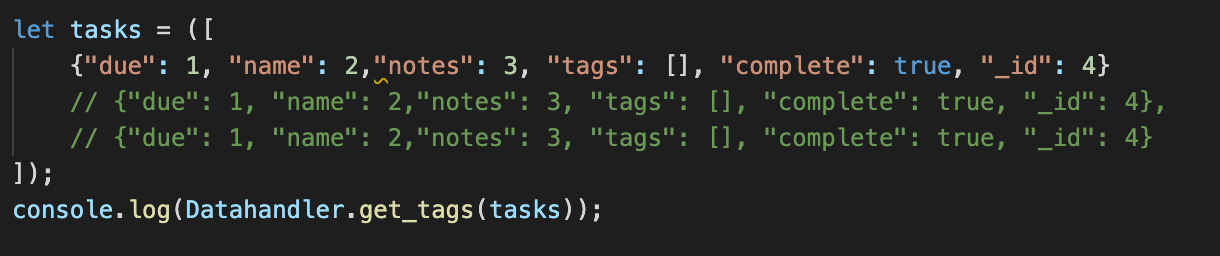 let tasks = ([
    {"due": 1, "name": 2,"notes": 3, "tags": [], "complete": true, "_id": 4}
    // {"due": 1, "name": 2,"notes": 3, "tags": [], "complete": true, "_id": 4},
    // {"due": 1, "name": 2,"notes": 3, "tags": [], "complete": true, "_id": 4}
]);
console.log(Datahandler.get_tags(tasks));